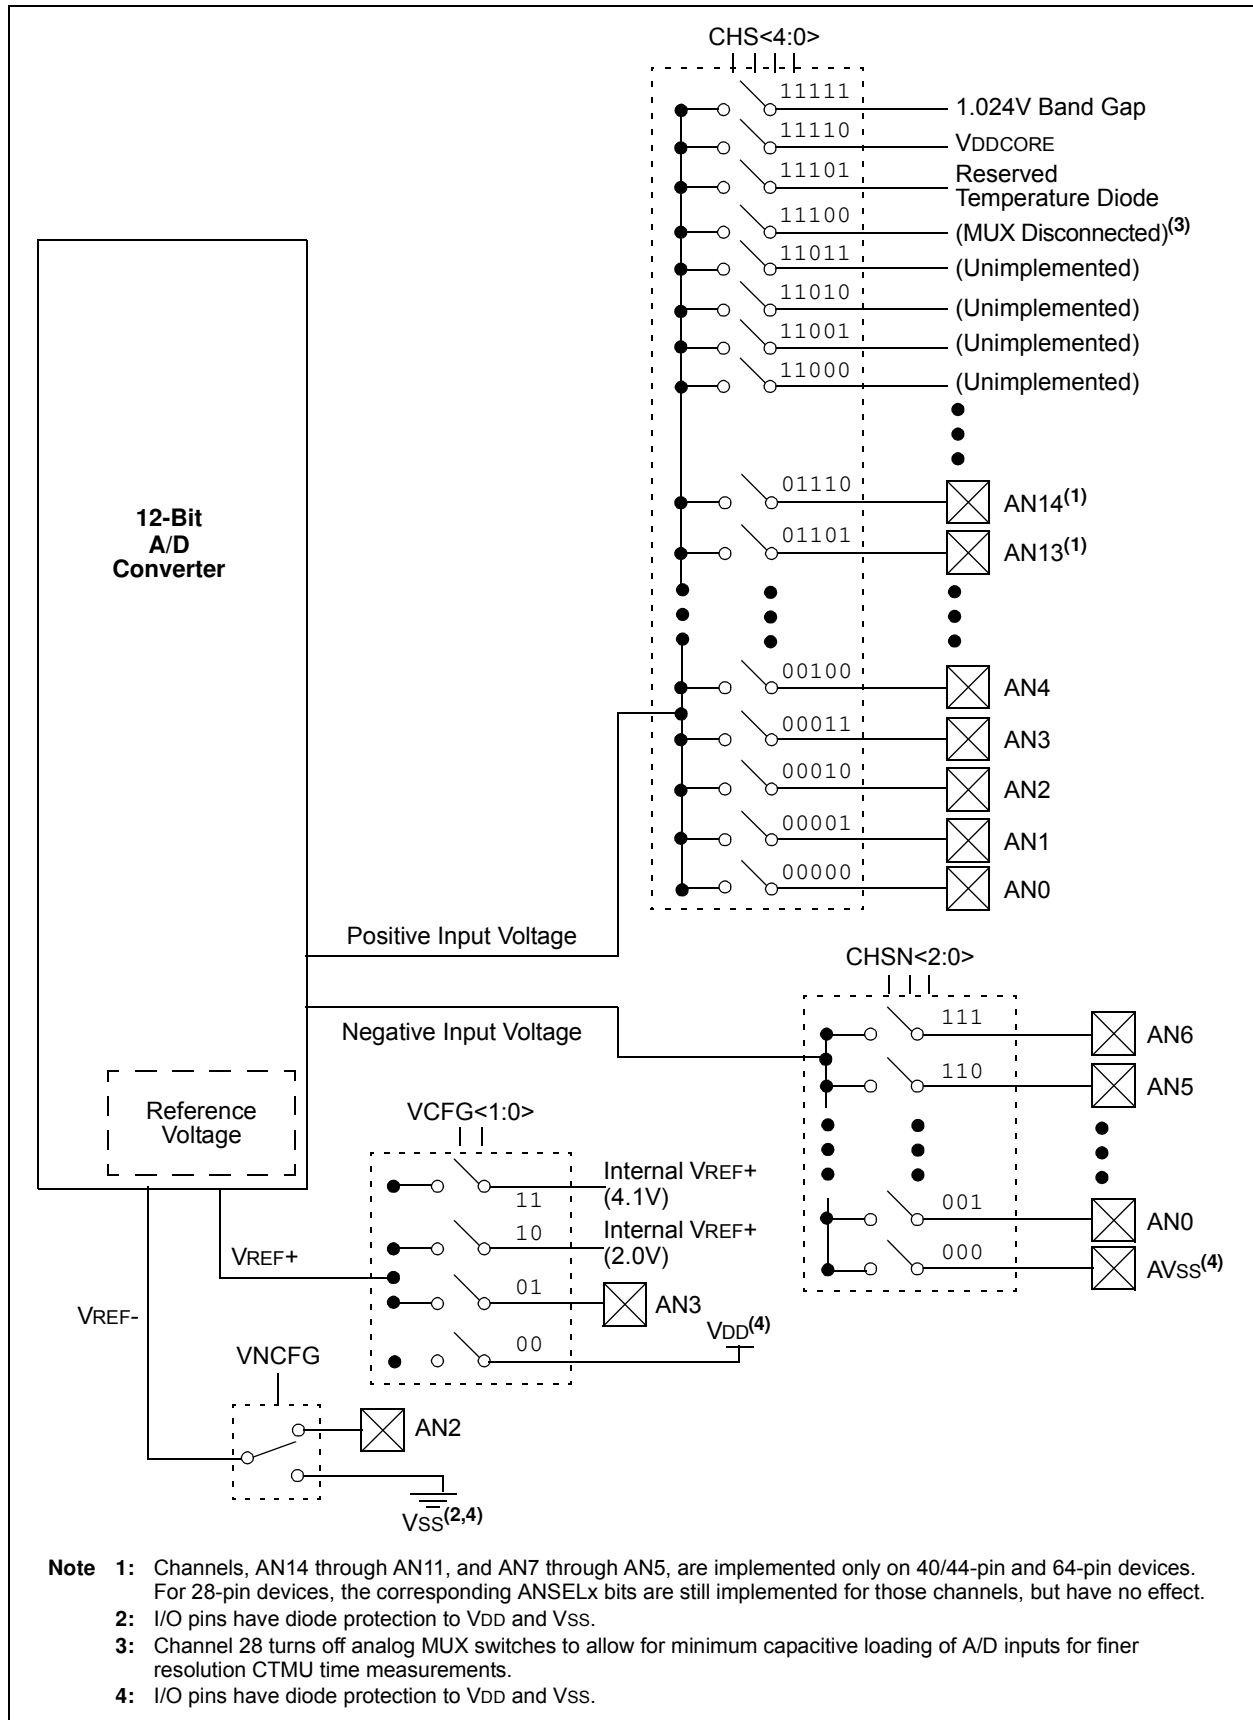 CHS<4:0>
11111
1.024V Band Gap
11110
VDDCORE
11101
Reserved
Temperature Diode
11100
(MUX Disconnected)(3)
11011
(Unimplemented)
11010
(Unimplemented)
11001
(Unimplemented)
11000
(Unimplemented)
12-Bit
A/D
Converter
01110
AN14(1)
01101
AN13(1)
00100
AN4
00011
AN3
00010
AN2
00001
AN1
00000
AN0
Positive Input Voltage
CHSN<2:0>
Negative Input Voltage
111
AN6
110
AN5
001
AN0
000
AVSS(4)
Reference
Voltage
VCFG<1:0>
Internal VREF+
(4.1V)
11
10
Internal VREF+
(2.0V)
VREF+
01
AN3
VREF-
00
VDD(4)
VNCFG
AN2
VSS(2,4)
Note 1: Channels, AN14 through AN11, and AN7 through AN5, are implemented only on 40/44-pin and 64-pin devices.
For 28-pin devices, the corresponding ANSELx bits are still implemented for those channels, but have no effect.
2: I/O pins have diode protection to VDD and VSS.
3: Channel 28 turns off analog MUX switches to allow for minimum capacitive loading of A/D inputs for finer
resolution CTMU time measurements.
4: I/O pins have diode protection to VDD and VSS.